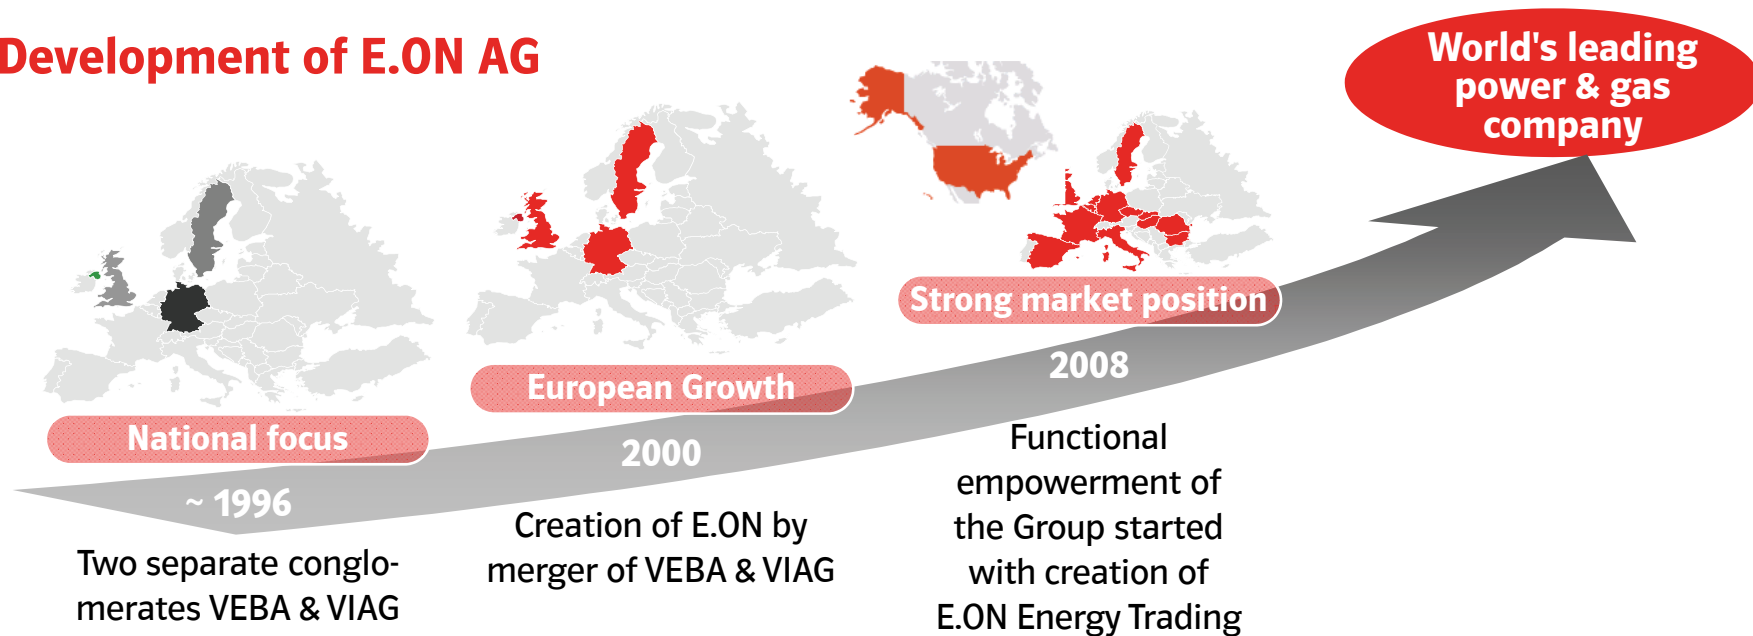 Development of E.ON AG
World's leading
power & gas
company
National focus
~ 1996
Two separate conglo-
merates VEBA & VIAG
European Growth
2000
Creation of E.ON by
merger of VEBA & VIAG
Strong market position
2008
Functional
empowerment of
the Group started
with creation of
E.ON Energy Trading